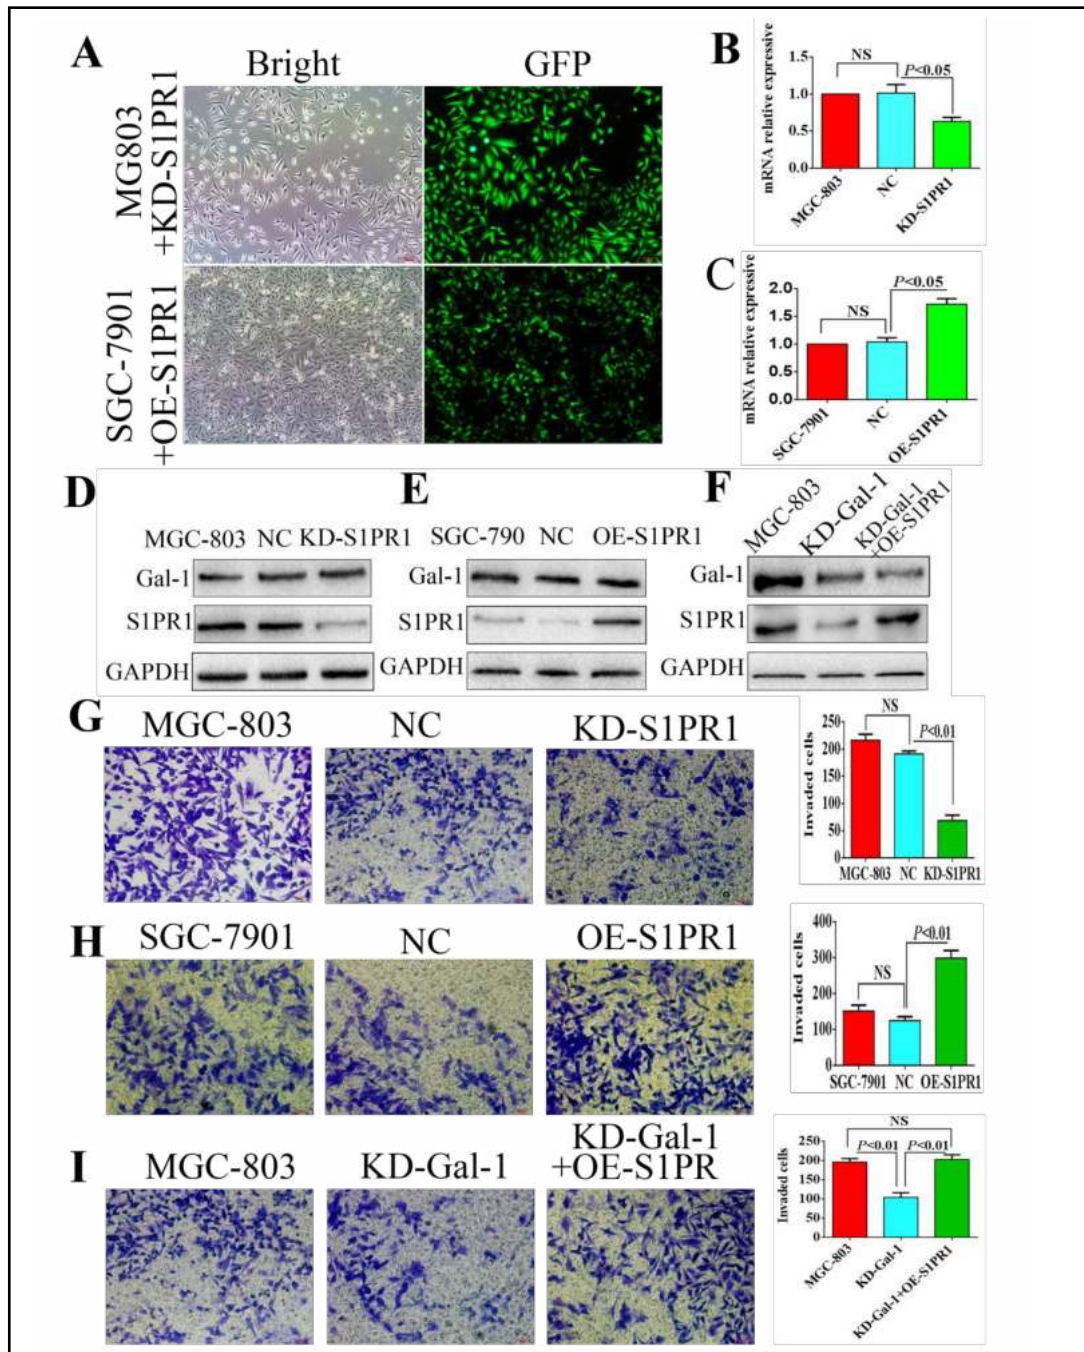 A
Bright
GFP
MG803
+KD-S1PR1
SGC-7901
+OE-S1PR1
B
mRNA relative expressive
1.5
1.0
0.5
0.0
NS
P<0.05
MGC-803
NC
KD-S1PR1
C
mRNA relative expressive
2.0
1.5
1.0
0.5
0.0
NS
P<0.05
SGC-7901
NC
OE-S1PR1
D
MGC-803 NC KD-S1PR1
Gal-1
S1PR1
GAPDH
E
SGC-790 NC OE-S1PR1
Gal-1
S1PR1
GAPDH
F
MGC-803
KD-Gal-1
KD-Gal-1
+OE-S1PR1
Gal-1
S1PR1
GAPDH
G
MGC-803
NC
KD-S1PR1
Invaded cells
250
200
150
100
50
0
NS
P<0.01
MGC-803 NC KD-S1PR1
H
SGC-7901
NC
OE-S1PR1
Invaded cells
400
300
200
100
0
NS
P<0.01
SGC-7901 NC OE-S1PR1
I
MGC-803
KD-Gal-1
KD-Gal-1
+OE-S1PR
Invaded cells
250
200
150
100
50
0
NS
P<0.01 P<0.01
MGC-803
KD-Gal-1
KD-Gal-1+OE-S1PR1